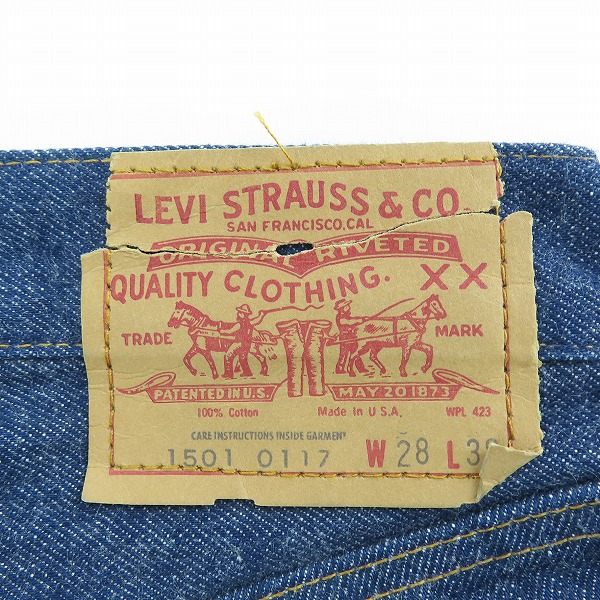 LEVI STRAUSS & CO.
SAN FRANCISCO, CAL
ORIGINAL RIVETED
QUALITY CLOTHING. XX
TRADE MARK
PATENTED IN U.S. MAY 20 1873
100% Cotton Made in U.S.A. WPL 423
CARE INSTRUCTIONS INSIDE GARMENT
1501 0117 W 28 L